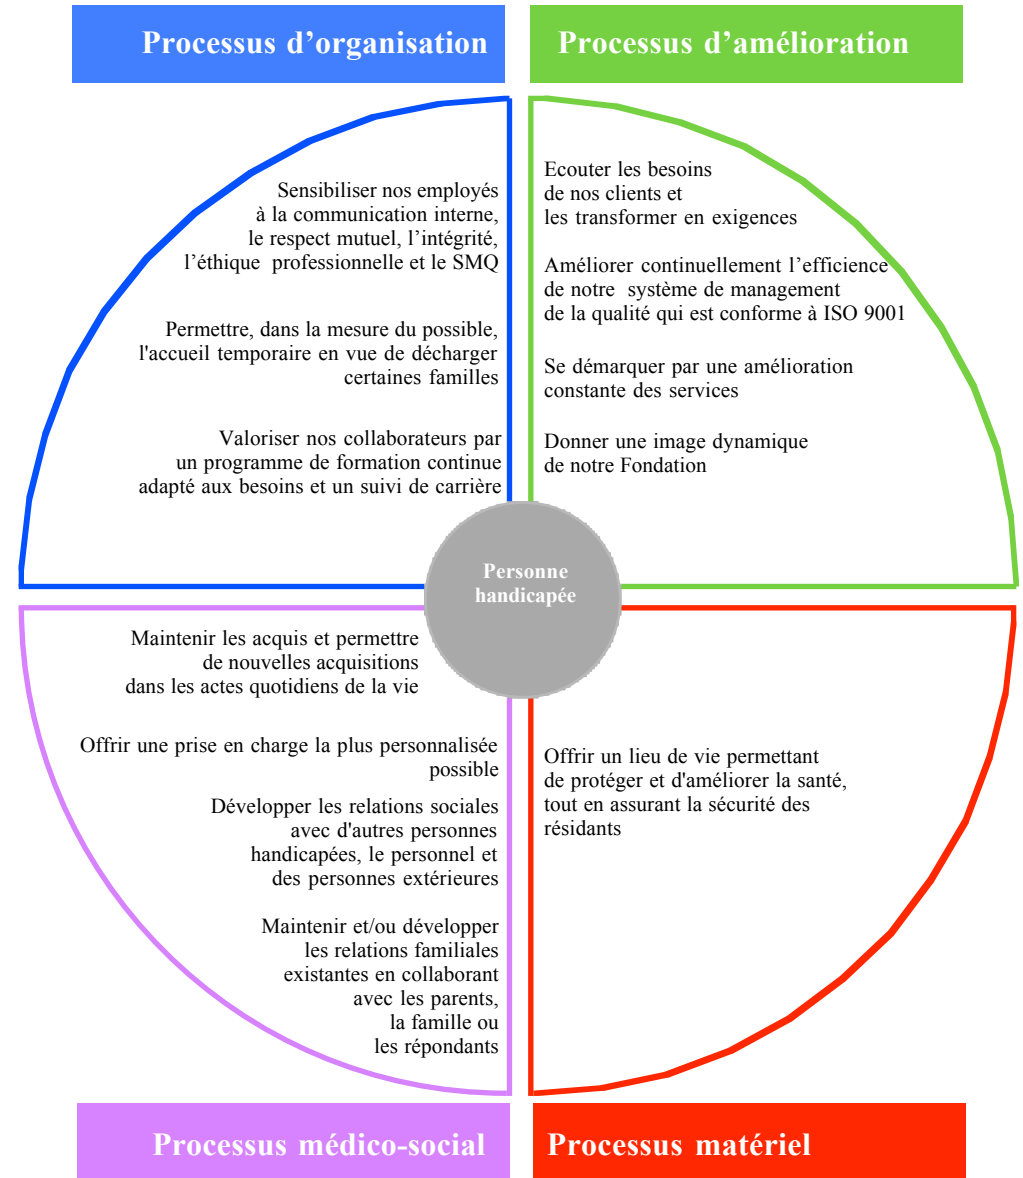 Processus d’organisation
Processus d’amélioration
Sensibiliser nos employés
à la communication interne,
le respect mutuel, l’intégrité,
l’éthique  professionnelle et le SMQ
Permettre, dans la mesure du possible,
l'accueil temporaire en vue de décharger
certaines familles
Valoriser nos collaborateurs par
un programme de formation continue
adapté aux besoins et un suivi de carrière
Ecouter les besoins
de nos clients et
les transformer en exigences
Améliorer continuellement l’efficience
de notre  système de management
de la qualité qui est conforme à ISO 9001
Se démarquer par une amélioration
constante des services
Donner une image dynamique
de notre Fondation
Personne
handicapée
Maintenir les acquis et permettre
de nouvelles acquisitions
dans les actes quotidiens de la vie
Offrir une prise en charge la plus personnalisée
possible
Développer les relations sociales
avec d'autres personnes
handicapées, le personnel et
des personnes extérieures
Maintenir et/ou développer
les relations familiales
existantes en collaborant
avec les parents,
la famille ou
les répondants
Offrir un lieu de vie permettant
de protéger et d'améliorer la santé,
tout en assurant la sécurité des
résidants
Processus médico-social
Processus matériel